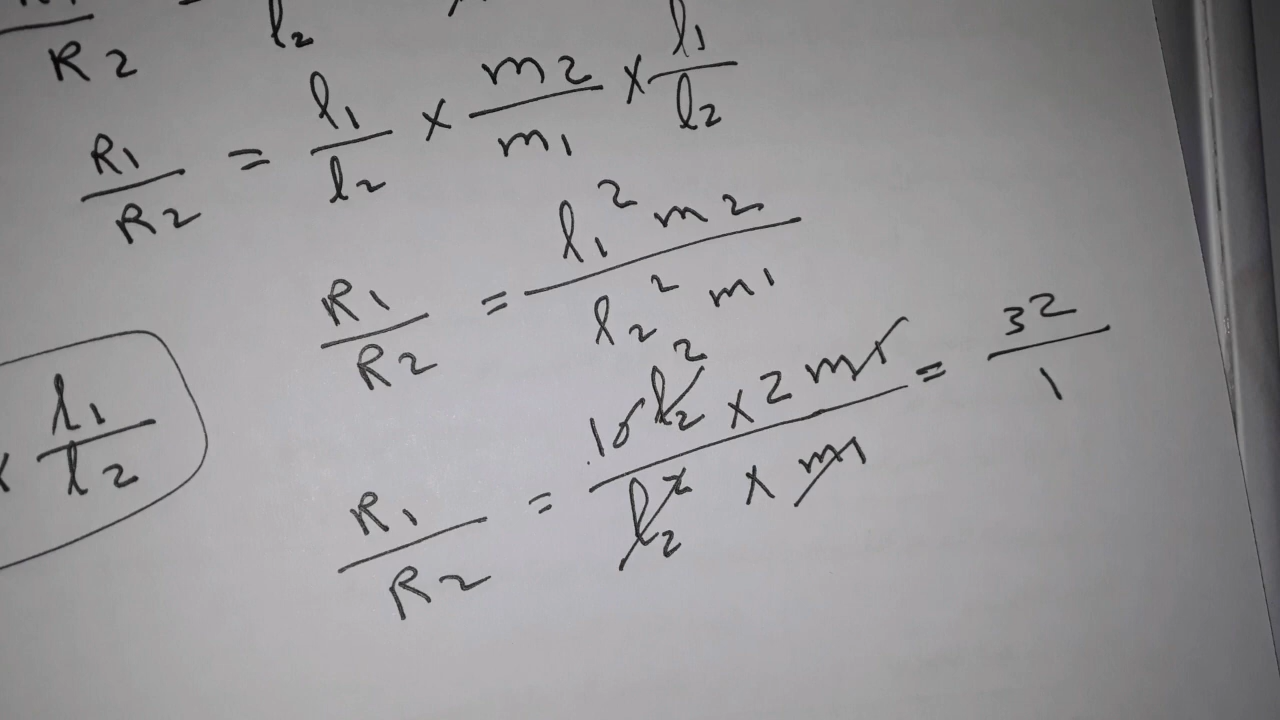 R2 l2
R1/R2 = l1/l2 × m2/m1 × l1/l2
R1/R2 = l1² m2 / l2² m1
× l1/l2
R1/R2 = 16 l2² × 2 m1 / l2² × m1 = 32/1